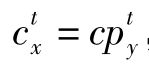 $c_x^t = cp_y^t$,